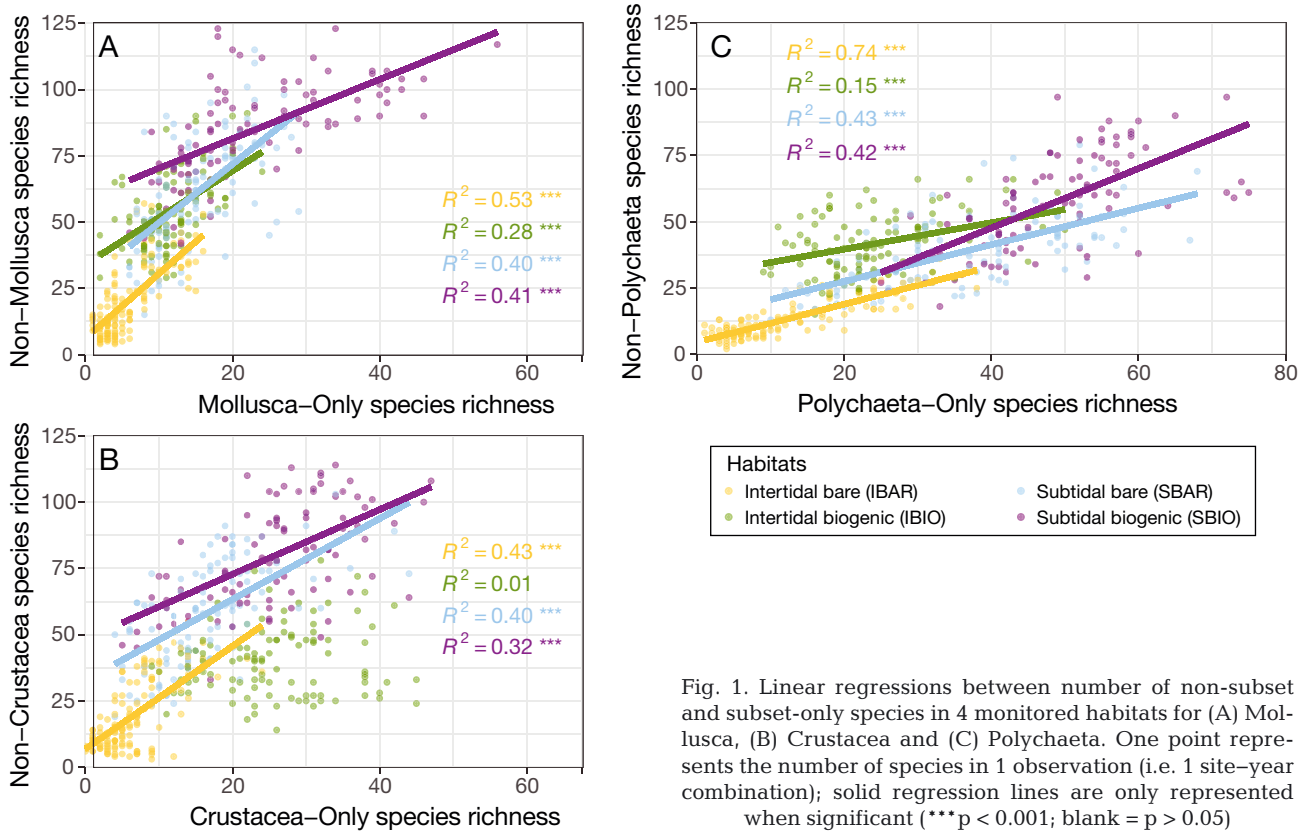 A
Non–Mollusca species richness
125
100
75
50
25
0
R² = 0.53 ***
R² = 0.28 ***
R² = 0.40 ***
R² = 0.41 ***
0 20 40 60
Mollusca–Only species richness
B
Non–Crustacea species richness
125
100
75
50
25
0
R² = 0.43 ***
R² = 0.01
R² = 0.40 ***
R² = 0.32 ***
0 20 40 60
Crustacea–Only species richness
C
Non–Polychaeta species richness
125
100
75
50
25
0
R² = 0.74 ***
R² = 0.15 ***
R² = 0.43 ***
R² = 0.42 ***
0 20 40 60 80
Polychaeta–Only species richness
Habitats
Intertidal bare (IBAR) Subtidal bare (SBAR)
Intertidal biogenic (IBIO) Subtidal biogenic (SBIO)
Fig. 1. Linear regressions between number of non-subset
and subset-only species in 4 monitored habitats for (A) Mol-
lusca, (B) Crustacea and (C) Polychaeta. One point repre-
sents the number of species in 1 observation (i.e. 1 site–year
combination); solid regression lines are only represented
when significant (***p < 0.001; blank = p > 0.05)